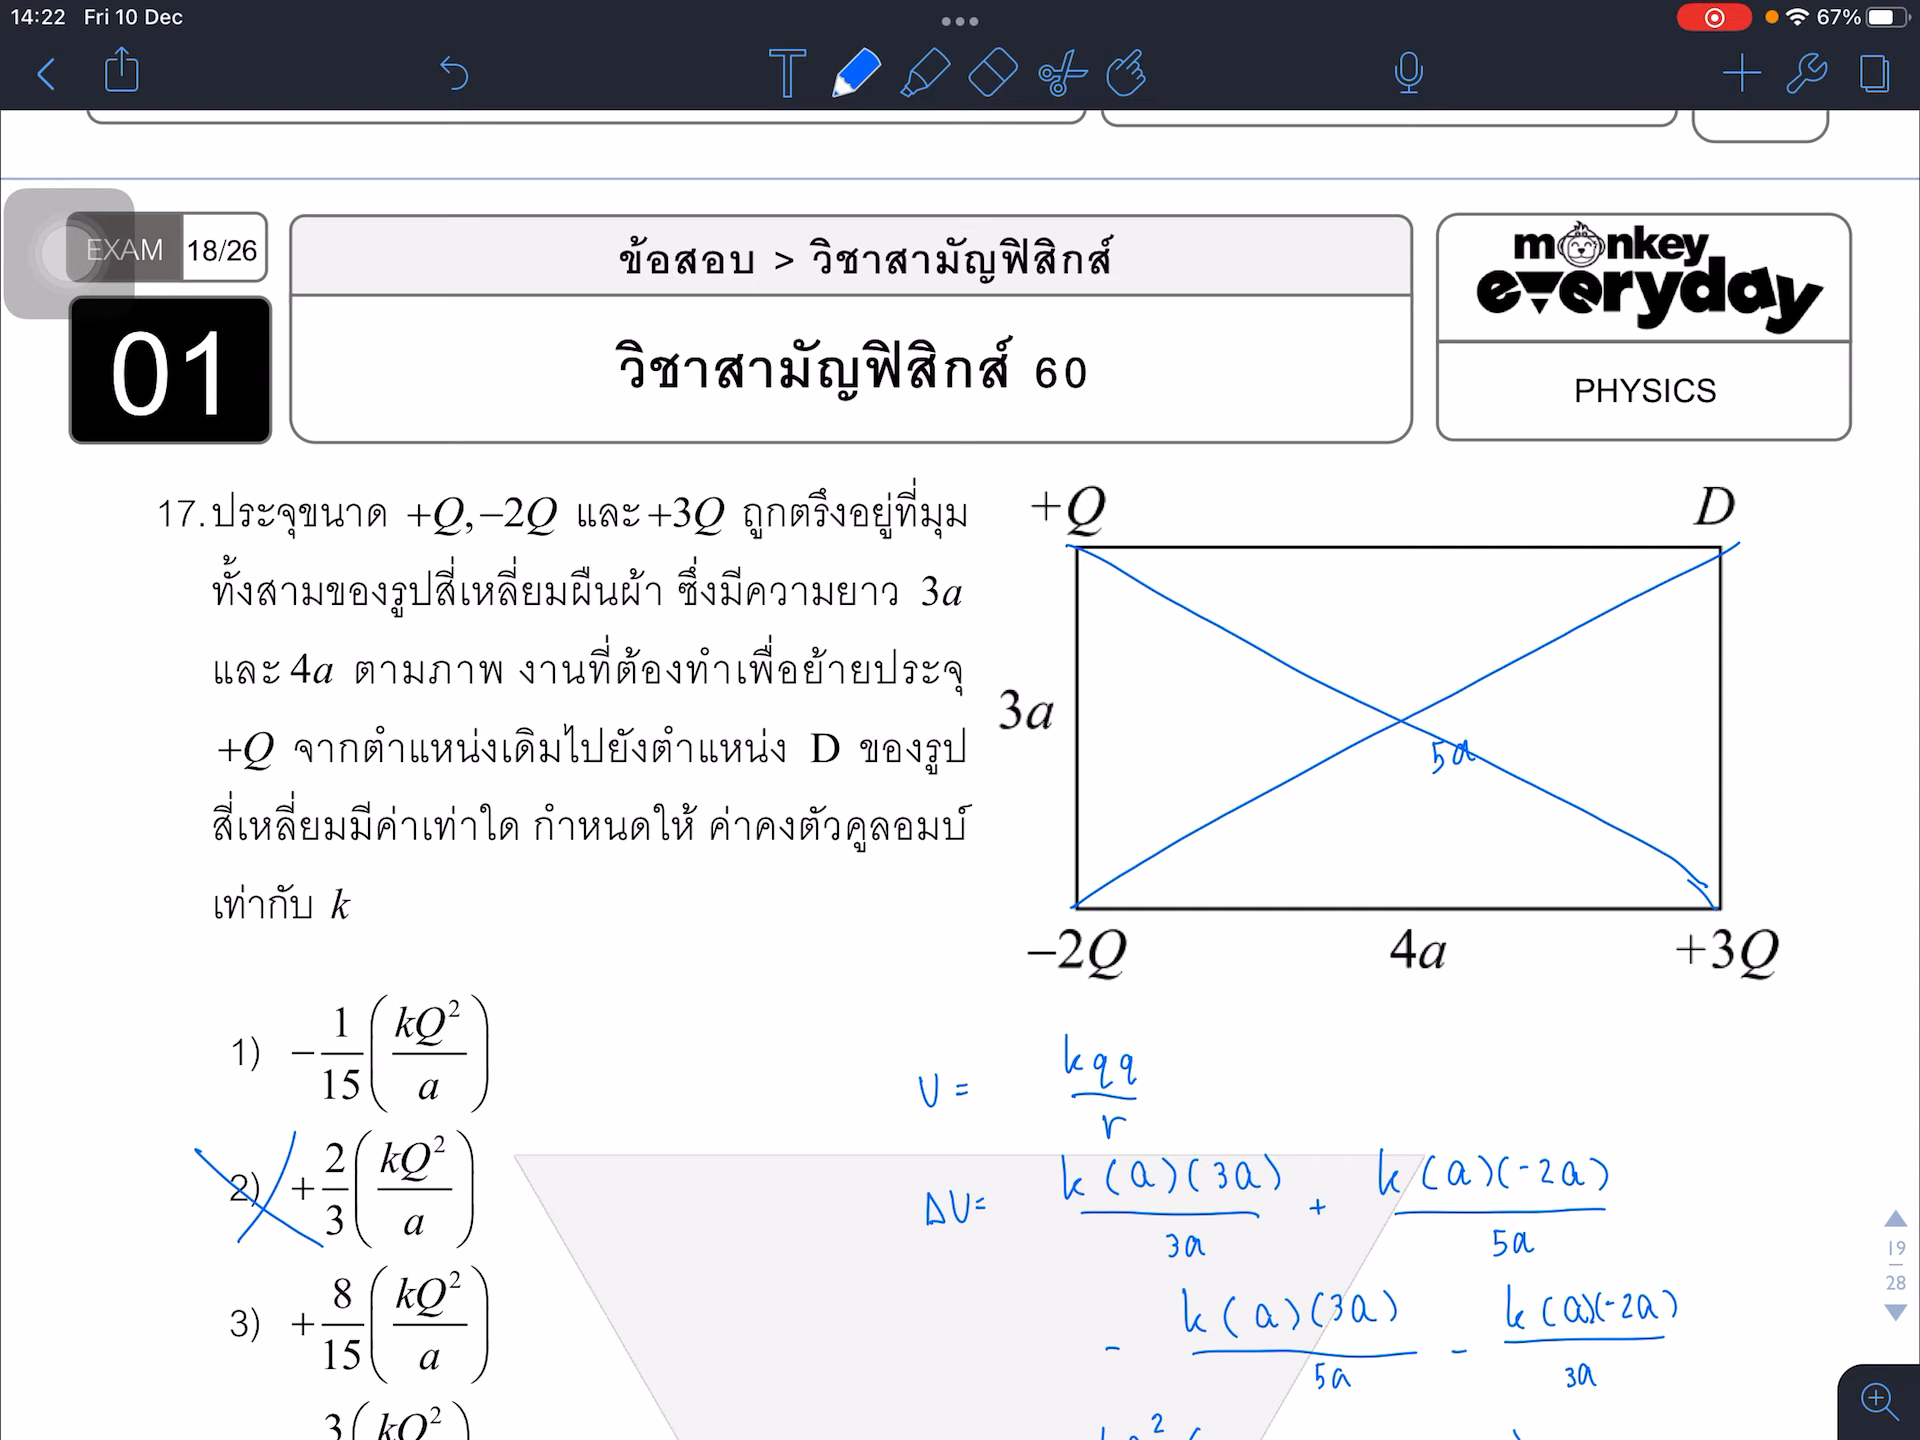 14:22 Fri 10 Dec
67%
EXAM 18/26
01
ข้อสอบ > วิชาสามัญฟิสิกส์
วิชาสามัญฟิสิกส์ 60
monkey
everyday
PHYSICS
17. ประจุขนาด +Q, −2Q และ +3Q ถูกตรึงอยู่ที่มุม
ทั้งสามของรูปสี่เหลี่ยมผืนผ้า ซึ่งมีความยาว 3a
และ 4a ตามภาพ งานที่ต้องทำเพื่อย้ายประจุ
+Q จากตำแหน่งเดิมไปยังตำแหน่ง D ของรูป
สี่เหลี่ยมมีค่าเท่าใด กำหนดให้ ค่าคงตัวคูลอมบ์
เท่ากับ k
+Q D
3a
5a
−2Q 4a +3Q
1) −1/15 (kQ²/a)
2) +2/3 (kQ²/a)
3) +8/15 (kQ²/a)
3 (kQ²
U = kqq/r
ΔU = k(Q)(3Q)/3a + k(Q)(-2Q)/5a
- k(Q)(3Q)/5a - k(Q)(-2Q)/3a
19
28